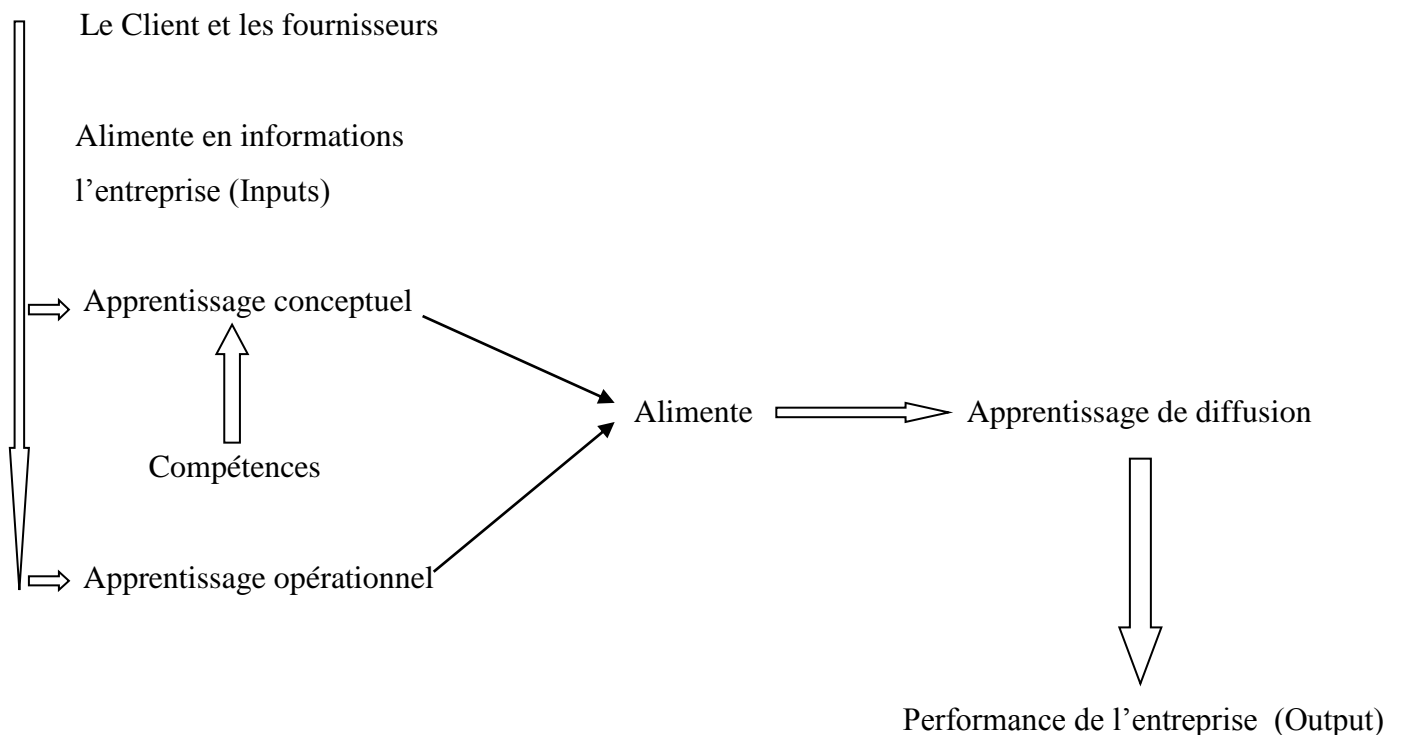 Le Client et les fournisseurs
Alimente en informations
l’entreprise (Inputs)
Apprentissage conceptuel
Alimente
Apprentissage de diffusion
Compétences
Apprentissage opérationnel
Performance de l’entreprise (Output)